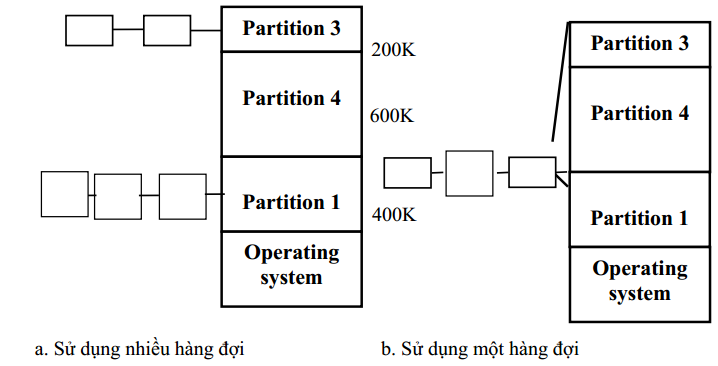 Partition 3
200K
Partition 4
600K
Partition 1
400K
Operating
system
Partition 3
Partition 4
Partition 1
Operating
system
a. Sử dụng nhiều hàng đợi
b. Sử dụng một hàng đợi